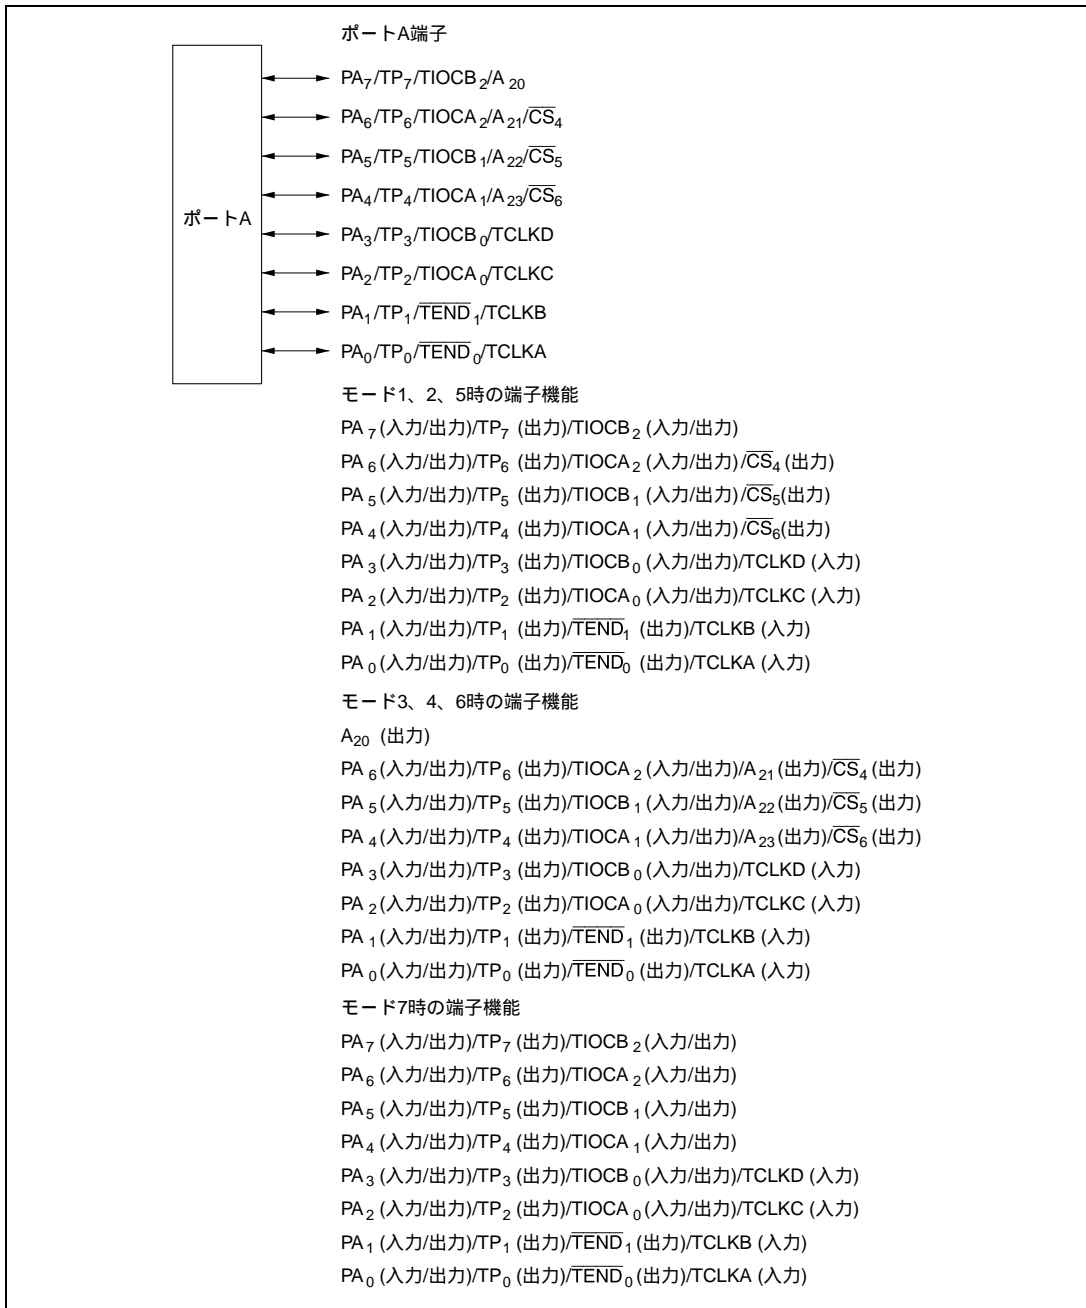 ポートA端子
PA7/TP7/TIOCB2/A20
PA6/TP6/TIOCA2/A21/C̅S̅4
PA5/TP5/TIOCB1/A22/C̅S̅5
PA4/TP4/TIOCA1/A23/C̅S̅6
ポートA
PA3/TP3/TIOCB0/TCLKD
PA2/TP2/TIOCA0/TCLKC
PA1/TP1/T̅E̅N̅D̅1/TCLKB
PA0/TP0/T̅E̅N̅D̅0/TCLKA
モード1、2、5時の端子機能
PA7(入力/出力)/TP7 (出力)/TIOCB2 (入力/出力)
PA6(入力/出力)/TP6 (出力)/TIOCA2 (入力/出力)/C̅S̅4(出力)
PA5(入力/出力)/TP5 (出力)/TIOCB1 (入力/出力)/C̅S̅5(出力)
PA4(入力/出力)/TP4 (出力)/TIOCA1 (入力/出力)/C̅S̅6(出力)
PA3(入力/出力)/TP3 (出力)/TIOCB0 (入力/出力)/TCLKD (入力)
PA2(入力/出力)/TP2 (出力)/TIOCA0 (入力/出力)/TCLKC (入力)
PA1(入力/出力)/TP1 (出力)/T̅E̅N̅D̅1 (出力)/TCLKB (入力)
PA0(入力/出力)/TP0 (出力)/T̅E̅N̅D̅0 (出力)/TCLKA (入力)
モード3、4、6時の端子機能
A20 (出力)
PA6(入力/出力)/TP6 (出力)/TIOCA2(入力/出力)/A21(出力)/C̅S̅4(出力)
PA5(入力/出力)/TP5 (出力)/TIOCB1(入力/出力)/A22(出力)/C̅S̅5(出力)
PA4(入力/出力)/TP4 (出力)/TIOCA1(入力/出力)/A23(出力)/C̅S̅6(出力)
PA3(入力/出力)/TP3 (出力)/TIOCB0(入力/出力)/TCLKD (入力)
PA2(入力/出力)/TP2 (出力)/TIOCA0(入力/出力)/TCLKC (入力)
PA1(入力/出力)/TP1 (出力)/T̅E̅N̅D̅1(出力)/TCLKB (入力)
PA0(入力/出力)/TP0 (出力)/T̅E̅N̅D̅0(出力)/TCLKA (入力)
モード7時の端子機能
PA7 (入力/出力)/TP7 (出力)/TIOCB2(入力/出力)
PA6 (入力/出力)/TP6 (出力)/TIOCA2(入力/出力)
PA5 (入力/出力)/TP5 (出力)/TIOCB1(入力/出力)
PA4 (入力/出力)/TP4 (出力)/TIOCA1(入力/出力)
PA3 (入力/出力)/TP3 (出力)/TIOCB0(入力/出力)/TCLKD (入力)
PA2 (入力/出力)/TP2 (出力)/TIOCA0(入力/出力)/TCLKC (入力)
PA1 (入力/出力)/TP1 (出力)/T̅E̅N̅D̅1(出力)/TCLKB (入力)
PA0 (入力/出力)/TP0 (出力)/T̅E̅N̅D̅0(出力)/TCLKA (入力)